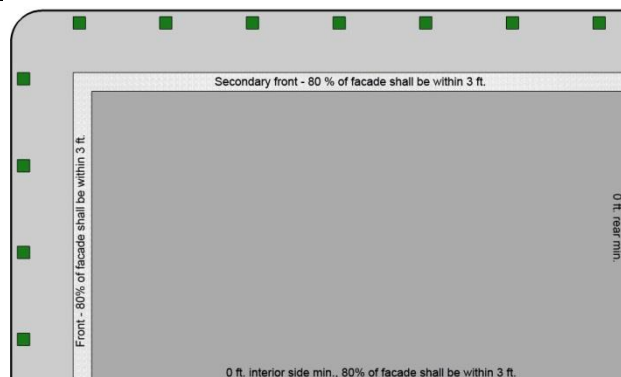 Secondary front - 80 % of facade shall be within 3 ft.
Front - 80% of facade shall be within 3 ft.
0 ft. rear min.
0 ft. interior side min., 80% of facade shall be within 3 ft.